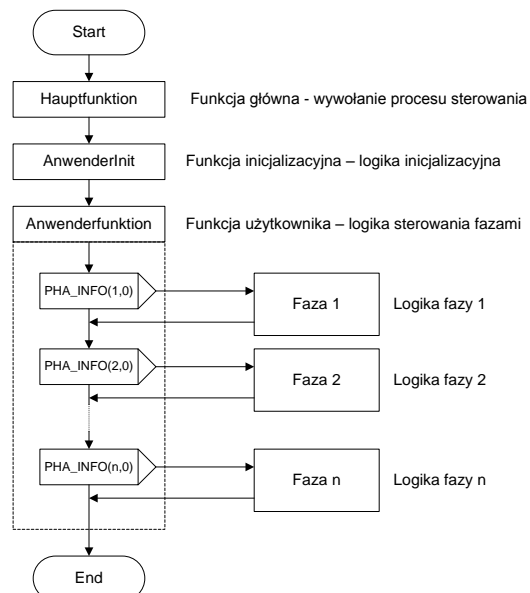 Start
Hauptfunktion
Funkcja główna - wywołanie procesu sterowania
AnwenderInit
Funkcja inicjalizacyjna – logika inicjalizacyjna
Anwenderfunktion
Funkcja użytkownika – logika sterowania fazami
PHA_INFO(1,0)
Faza 1
Logika fazy 1
PHA_INFO(2,0)
Faza 2
Logika fazy 2
PHA_INFO(n,0)
Faza n
Logika fazy n
End